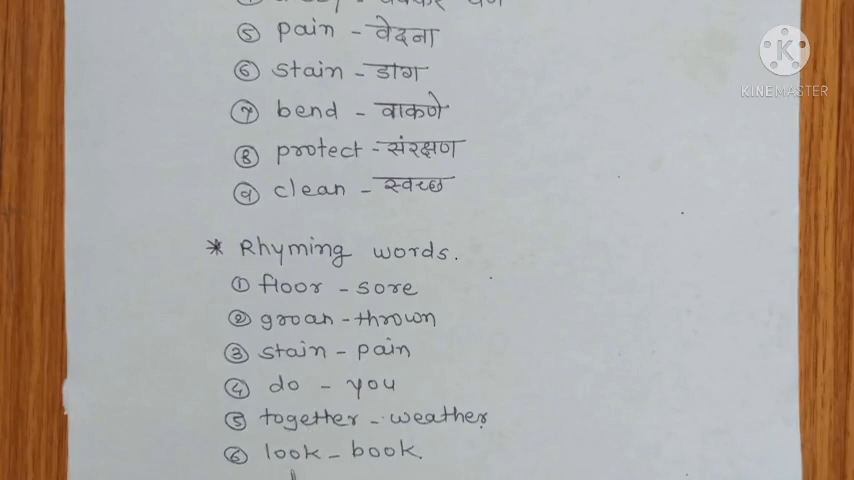 ⑤ pain - वेदना
⑥ stain - डाग
⑦ bend - वाकणे
⑧ protect - संरक्षण
⑨ clean - स्वच्छ
* Rhyming words.
① floor - sore
② groan - thrown
③ stain - pain
④ do - you
⑤ together - weather
⑥ look - book.
KINEMASTER